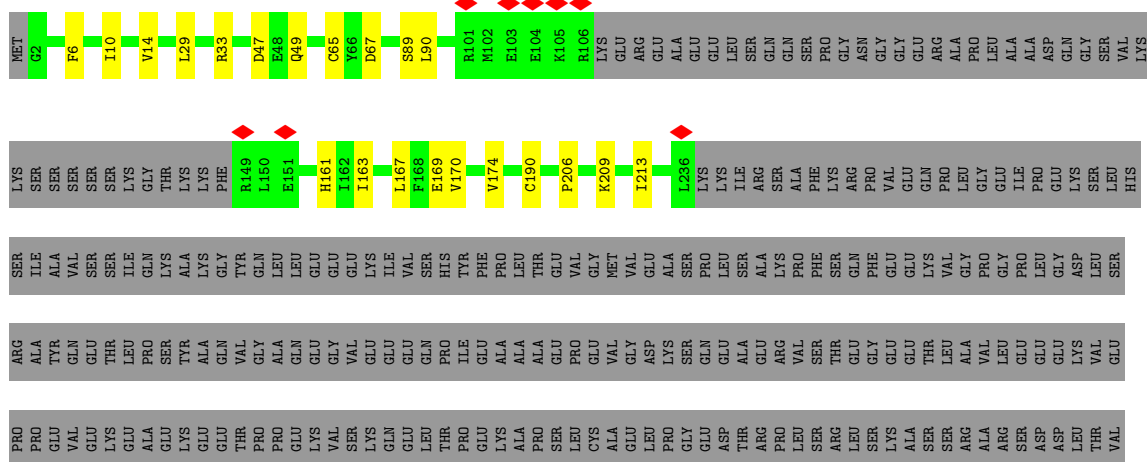 MET G2 F6 I10 V14 L29 R33 D47 E48 Q49 C65 Y66 D67 S89 L90 R101 M102 E103 E104 K105 R106 LYS GLU ARG GLU ALA GLU GLU LEU SER GLN GLN SER PRO GLY ASN GLY GLY GLU ARG ALA PRO LEU ALA ALA ASP GLN GLY SER VAL LYS
LYS SER SER SER SER SER LYS GLY THR LYS LYS PHE R149 L150 E151 H161 I162 I163 L167 F168 E169 V170 V174 C190 P206 K209 I213 L236 LYS LYS ILE ARG SER ALA PHE LYS ARG PRO VAL GLU GLN PRO LEU GLY GLU ILE PRO GLU LYS SER LEU HIS
SER ILE ALA VAL SER SER ILE GLN LYS ALA LYS GLY TYR GLN LEU LEU GLU GLU GLU LYS ILE VAL SER HIS TYR PHE PRO LEU THR GLU VAL GLY MET VAL GLU ALA SER PRO LEU SER ALA LYS PRO PHE SER GLN PHE GLU GLU LYS VAL GLY PRO GLY PRO LEU GLY ASP LEU SER
ARG ALA TYR GLN GLU THR LEU PRO SER TYR ALA GLN VAL GLY ALA GLN GLU GLY VAL GLU GLU GLU GLN PRO ILE GLU ALA ALA ALA GLU PRO GLU VAL GLY ASP LYS SER GLN GLU ALA GLU ARG VAL SER THR GLU GLY GLU GLU THR LEU ALA VAL LEU GLU GLU GLU LYS VAL GLU
PRO PRO GLU VAL GLU LYS GLU ALA GLU LYS GLU GLU THR PRO PRO GLU LYS VAL SER LYS GLN GLU LEU THR PRO GLU LYS ALA PRO SER LEU CYS ALA GLU LEU PRO GLY GLU ASP THR ARG PRO LEU SER ARG LEU SER LYS ALA SER SER ARG ALA ARG SER ASP ASP LEU THR VAL